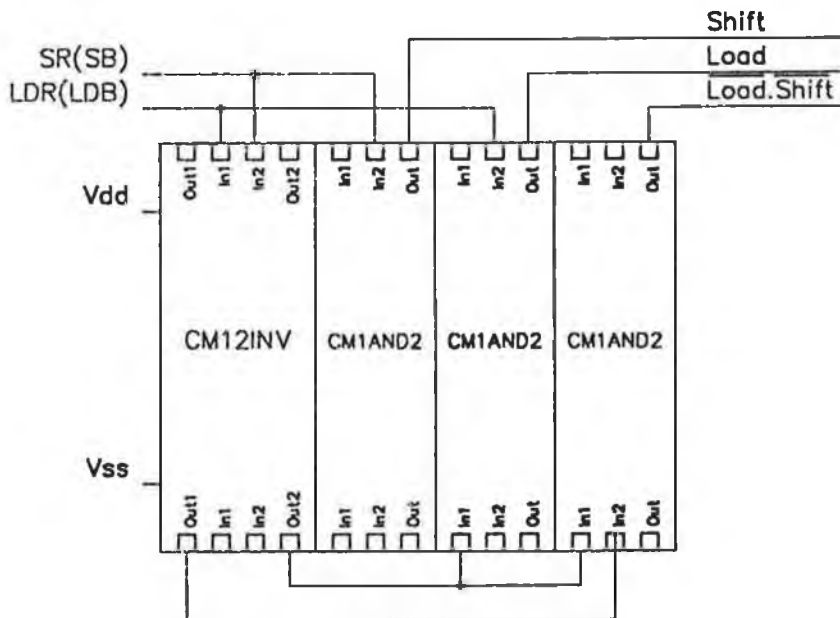 Shift
SR(SB)
Load
LDR(LDB)
Load.Shift
Out1 In1 In2 Out2 In1 In2 Out In1 In2 Out In1 In2 Out
Vdd
CM12INV CM1AND2 CM1AND2 CM1AND2
Vss
Out1 In1 In2 Out2 In1 In2 Out In1 In2 Out In1 In2 Out